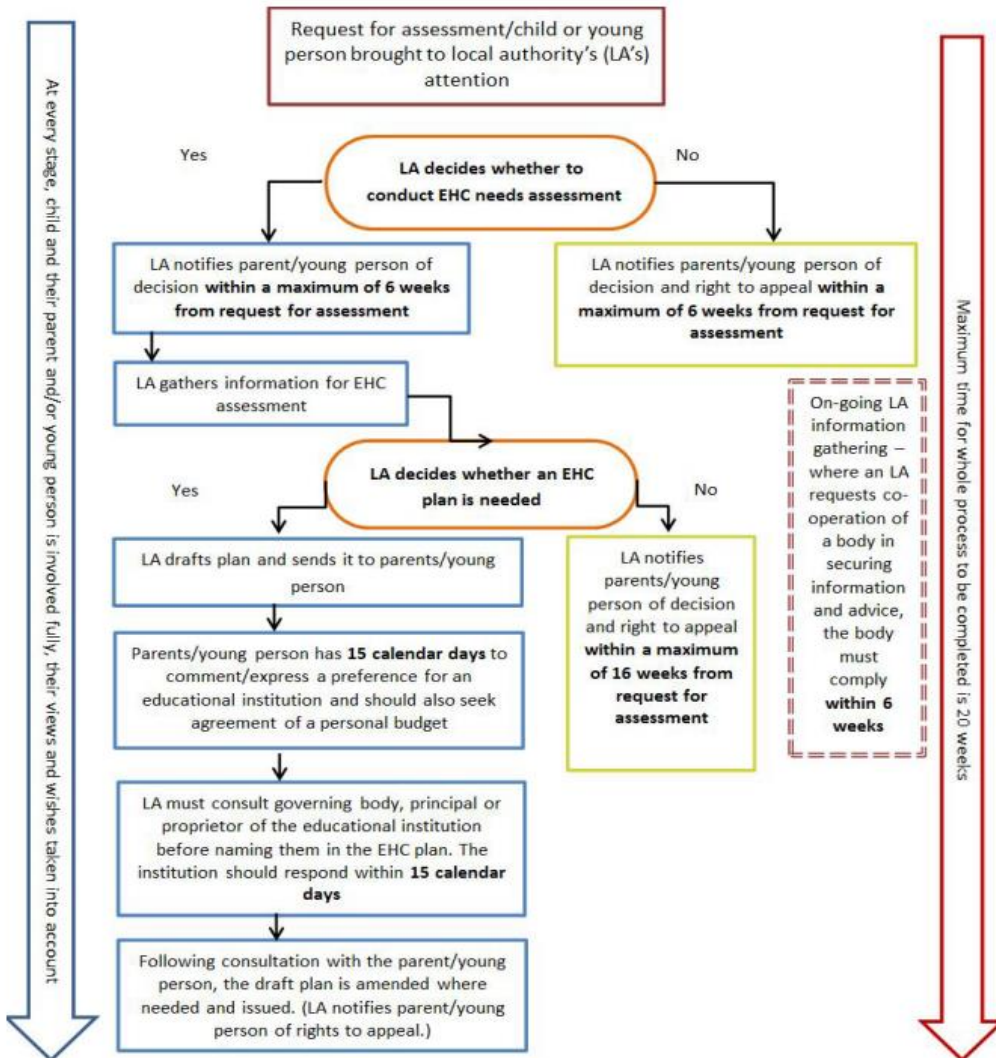 Request for assessment/child or young
person brought to local authority's (LA's)
attention
At every stage, child and their parent and/or young person is involved fully, their views and wishes taken into account
Yes
LA decides whether to
conduct EHC needs assessment
No
LA notifies parent/young person of
decision within a maximum of 6 weeks
from request for assessment
LA notifies parents/young person of
decision and right to appeal within a
maximum of 6 weeks from request for
assessment
Maximum time for whole process to be completed is 20 weeks
LA gathers information for EHC
assessment
On-going LA
information
gathering –
where an LA
requests co-
operation of
a body in
securing
information
and advice,
the body
must
comply
within 6
weeks
Yes
LA decides whether an EHC
plan is needed
No
LA drafts plan and sends it to parents/young
person
LA notifies
parents/young
person of decision
and right to appeal
within a maximum
of 16 weeks from
request for
assessment
Parents/young person has 15 calendar days to
comment/express a preference for an
educational institution and should also seek
agreement of a personal budget
LA must consult governing body, principal or
proprietor of the educational institution
before naming them in the EHC plan. The
institution should respond within 15 calendar
days
Following consultation with the parent/young
person, the draft plan is amended where
needed and issued. (LA notifies parent/young
person of rights to appeal.)